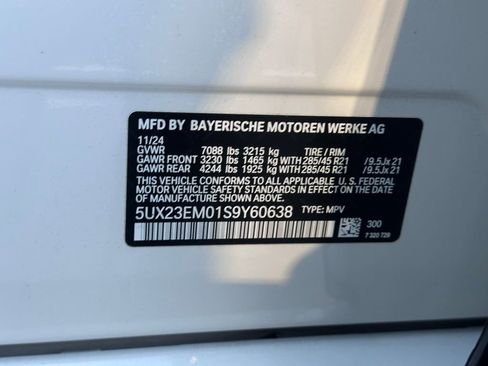 MFD BY BAYERISCHE MOTOREN WERKE AG
11/24
GVWR 7088 lbs 3215 kg TIRE / RIM
GAWR FRONT 3230 lbs 1465 kg WITH 285/45 R21 / 9.5Jx 21
GAWR REAR 4244 lbs 1925 kg WITH 285/45 R21 / 9.5Jx 21
THIS VEHICLE CONFORMS TO ALL APPLICABLE U.S. FEDERAL
MOTOR VEHICLE SAFETY STANDARDS IN EFFECT ON THE DATE
OF MANUFACTURE SHOWN ABOVE.
5UX23EM01S9Y60638 TYPE: MPV
300
7 320 729